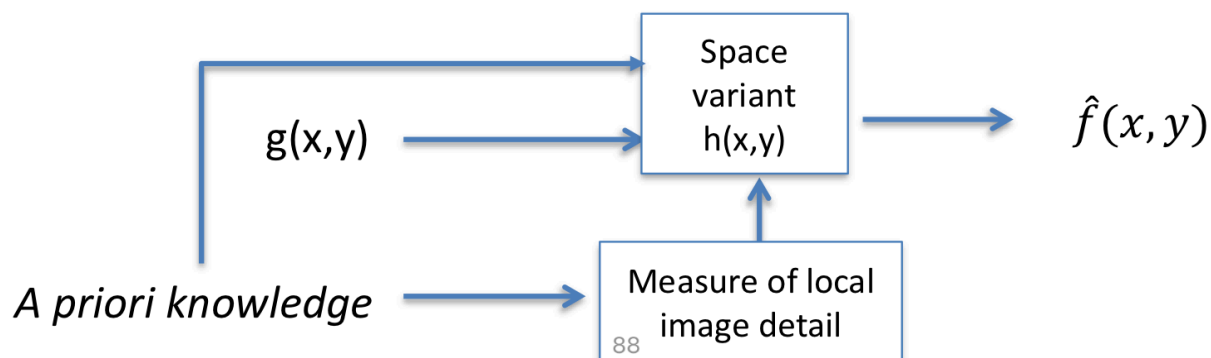 Space
variant
h(x,y)
g(x,y)
f̂(x, y)
A priori knowledge
Measure of local
image detail
88